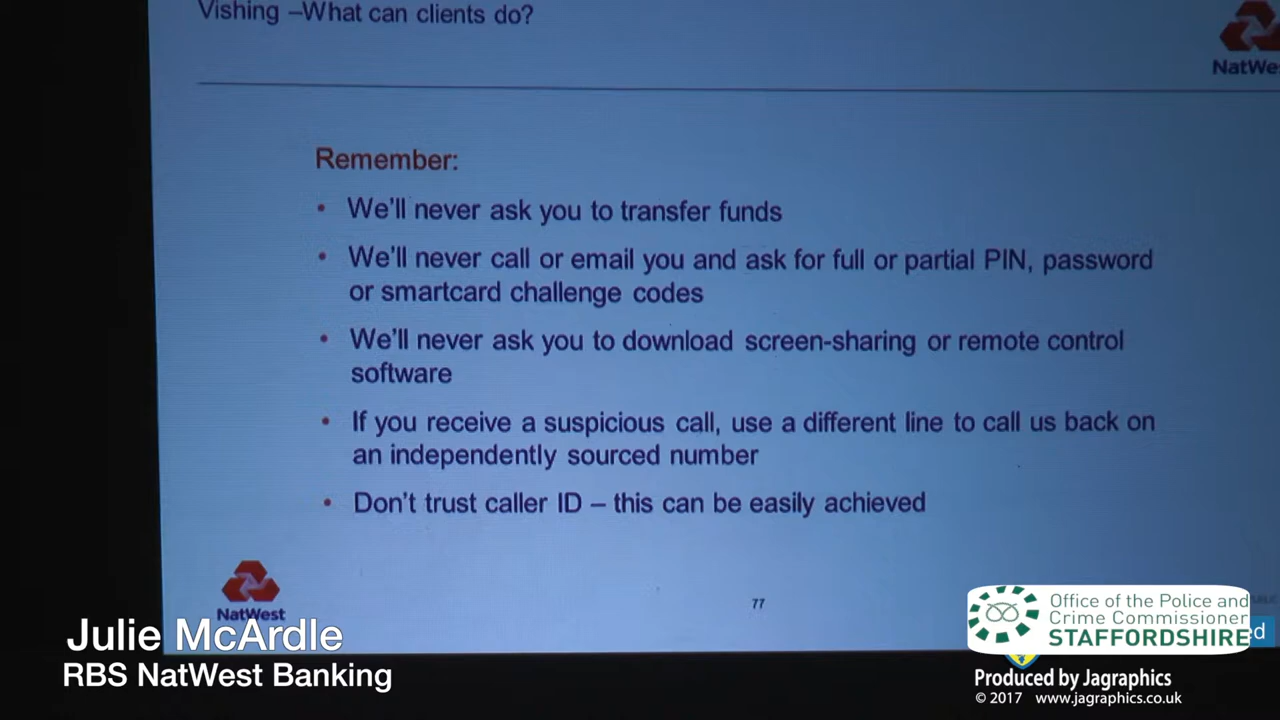 Vishing –What can clients do?
NatWe
Remember:
• We'll never ask you to transfer funds
• We'll never call or email you and ask for full or partial PIN, password
or smartcard challenge codes
• We'll never ask you to download screen-sharing or remote control
software
• If you receive a suspicious call, use a different line to call us back on
an independently sourced number
• Don't trust caller ID – this can be easily achieved
NatWest
77
Julie McArdle
RBS NatWest Banking
Office of the Police and
Crime Commissioner
STAFFORDSHIRE
ed
Produced by Jagraphics
© 2017 www.jagraphics.co.uk